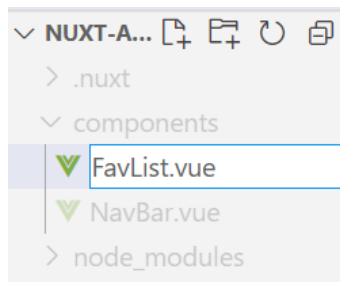 NUXT-A...
.nuxt
components
FavList.vue
NavBar.vue
node_modules